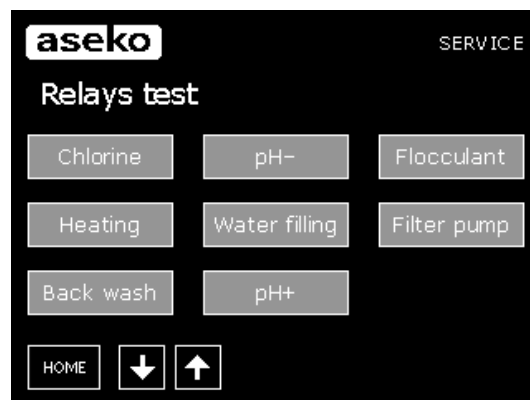 aseko SERVICE
Relays test
Chlorine pH- Flocculant
Heating Water filling Filter pump
Back wash pH+
HOME